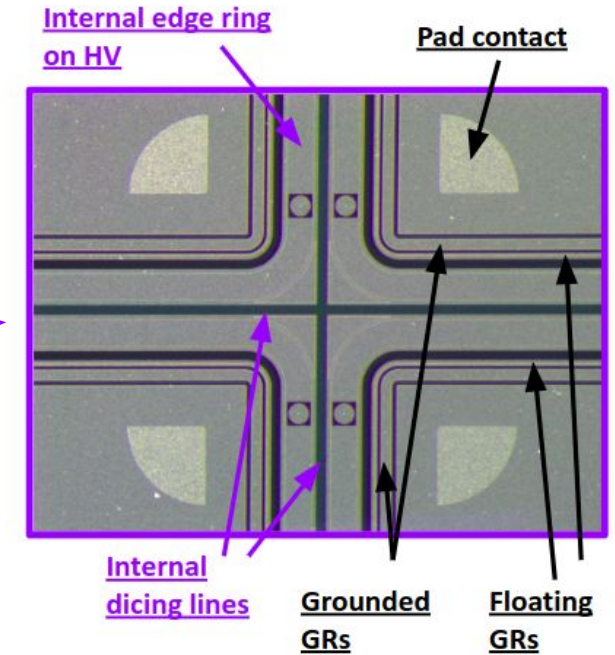 Internal edge ring
on HV
Pad contact
Internal
dicing lines
Grounded
GRs
Floating
GRs